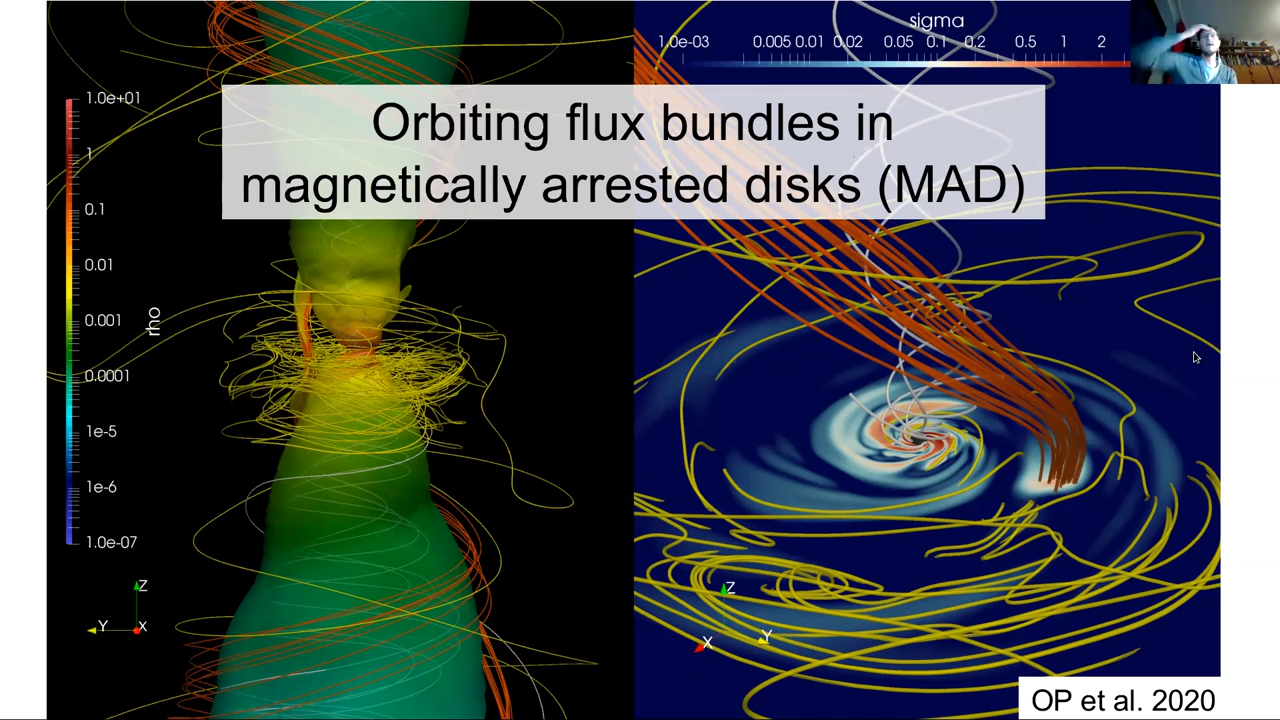 sigma
1.0e-03 0.005 0.01 0.02 0.05 0.1 0.2 0.5 1 2
Orbiting flux bundles in
magnetically arrested disks (MAD)
1.0e+01
1
0.1
0.01
0.001
0.0001
1e-5
1e-6
1.0e-07
rho
Z
Y
X
Z
X
Y
OP et al. 2020